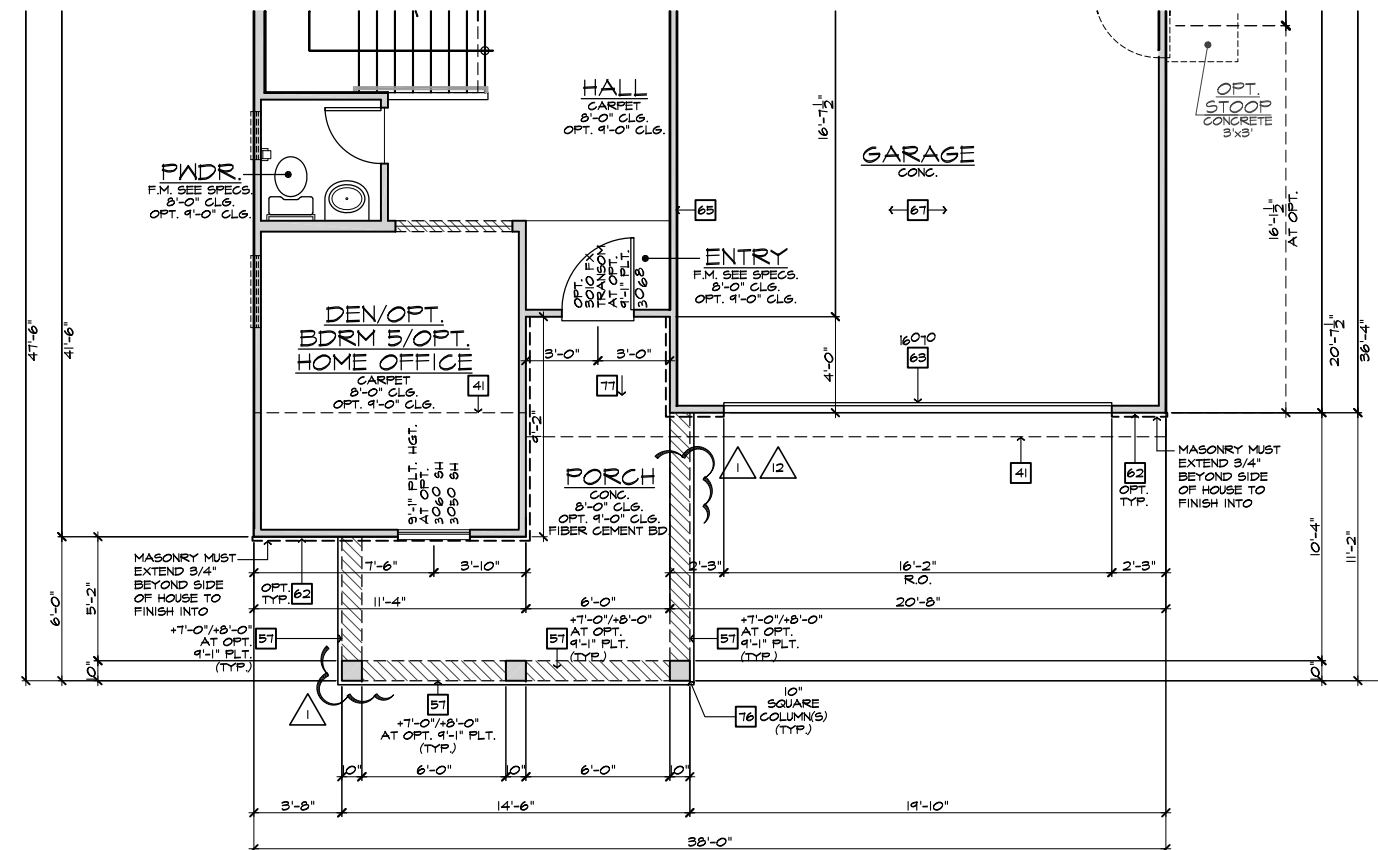 HALL
CARPET
8'-0" CLG.
OPT. 9'-0" CLG.
16'-7½"
GARAGE
CONC.
OPT.
STOOP
CONCRETE
3'x3'
PWDR.
F.M. SEE SPECS.
8'-0" CLG.
OPT. 9'-0" CLG.
65
67
16'-1½"
AT OPT.
ENTRY
F.M. SEE SPECS.
8'-0" CLG.
OPT. 9'-0" CLG.
OPT.
3010 FX
TRANSOM
AT OPT.
9'-1" PLT.
3068
47'-6"
41'-6"
DEN/OPT.
BDRM 5/OPT.
HOME OFFICE
CARPET
8'-0" CLG.
OPT. 9'-0" CLG.
41
3'-0"
3'-0"
77
16070
63
4'-0"
20'-7½"
36'-4"
9'-2"
9'-1" PLT. HGT.
AT OPT.
3060 SH
3050 SH
PORCH
CONC.
8'-0" CLG.
OPT. 9'-0" CLG.
FIBER CEMENT BD
1
12
41
62
OPT.
TYP.
MASONRY MUST
EXTEND 3/4"
BEYOND SIDE
OF HOUSE TO
FINISH INTO
MASONRY MUST
EXTEND 3/4"
BEYOND SIDE
OF HOUSE TO
FINISH INTO
OPT.
TYP.
62
7'-6"
3'-10"
2'-3"
16'-2"
R.O.
2'-3"
10'-4"
11'-2"
11'-4"
6'-0"
20'-8"
6'-0"
5'-2"
10"
+7'-0"/+8'-0"
AT OPT.
9'-1" PLT.
(TYP.)
57
57
+7'-0"/+8'-0"
AT OPT.
9'-1" PLT.
(TYP.)
57
+7'-0"/+8'-0"
AT OPT.
9'-1" PLT.
(TYP.)
10"
1
57
+7'-0"/+8'-0"
AT OPT. 9'-1" PLT.
(TYP.)
76
10"
SQUARE
COLUMN(S)
(TYP.)
10"
6'-0"
10"
6'-0"
10"
3'-8"
14'-6"
19'-10"
38'-0"